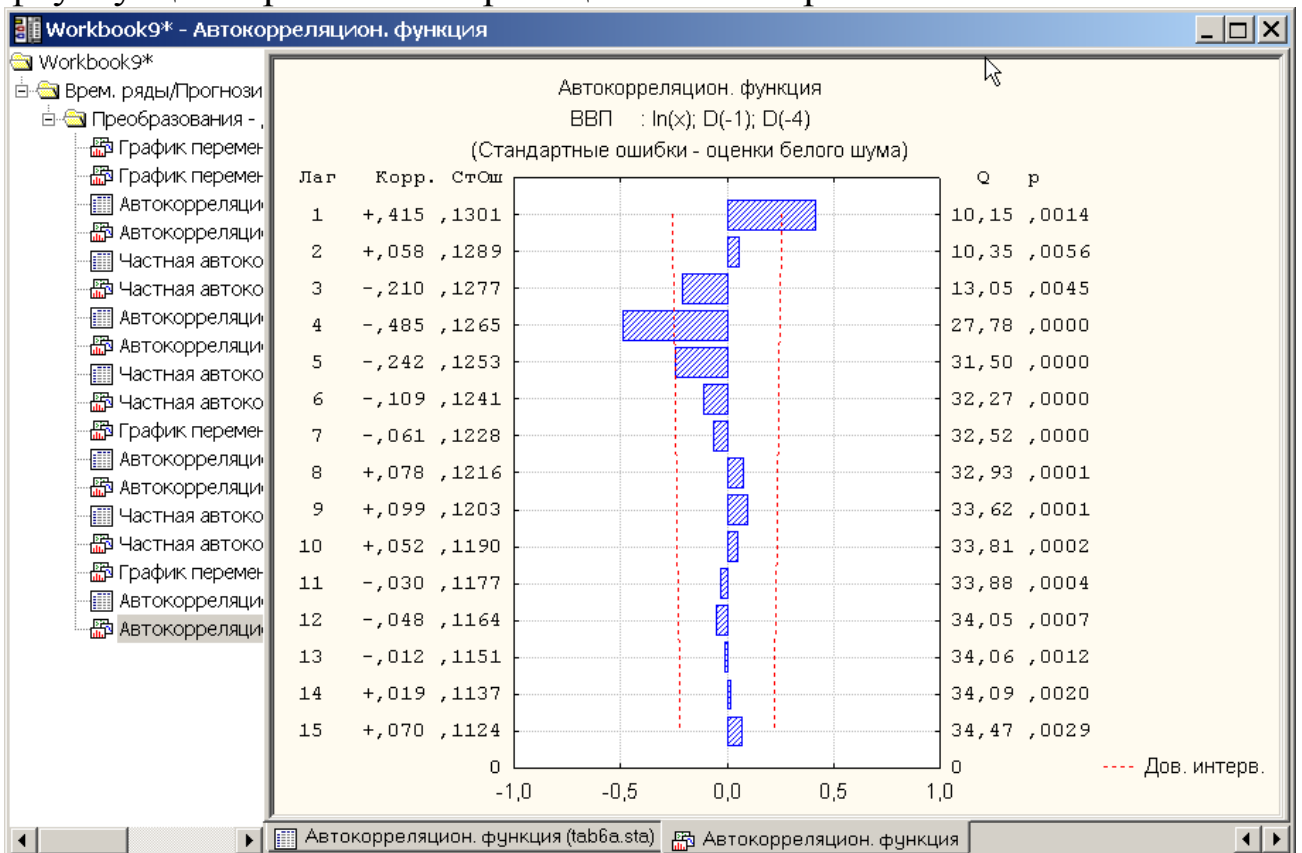 Workbook9* - Автокорреляцион. функция
Workbook9*
Врем. ряды/Прогнози
Преобразования -
График перемен
График перемен
Автокорреляци
Автокорреляци
Частная автоко
Частная автоко
Автокорреляци
Автокорреляци
Частная автоко
Частная автоко
График перемен
Автокорреляци
Автокорреляци
Частная автоко
Частная автоко
График перемен
Автокорреляци
Автокорреляци
Автокорреляцион. функция
ВВП : ln(x); D(-1); D(-4)
(Стандартные ошибки - оценки белого шума)
Лаг Корр. СтОш Q p
1 +,415 ,1301 10,15 ,0014
2 +,058 ,1289 10,35 ,0056
3 -,210 ,1277 13,05 ,0045
4 -,485 ,1265 27,78 ,0000
5 -,242 ,1253 31,50 ,0000
6 -,109 ,1241 32,27 ,0000
7 -,061 ,1228 32,52 ,0000
8 +,078 ,1216 32,93 ,0001
9 +,099 ,1203 33,62 ,0001
10 +,052 ,1190 33,81 ,0002
11 -,030 ,1177 33,88 ,0004
12 -,048 ,1164 34,05 ,0007
13 -,012 ,1151 34,06 ,0012
14 +,019 ,1137 34,09 ,0020
15 +,070 ,1124 34,47 ,0029
0 0
-1,0 -0,5 0,0 0,5 1,0
Дов. интерв.
Автокорреляцион. функция (tab6a.sta) Автокорреляцион. функция